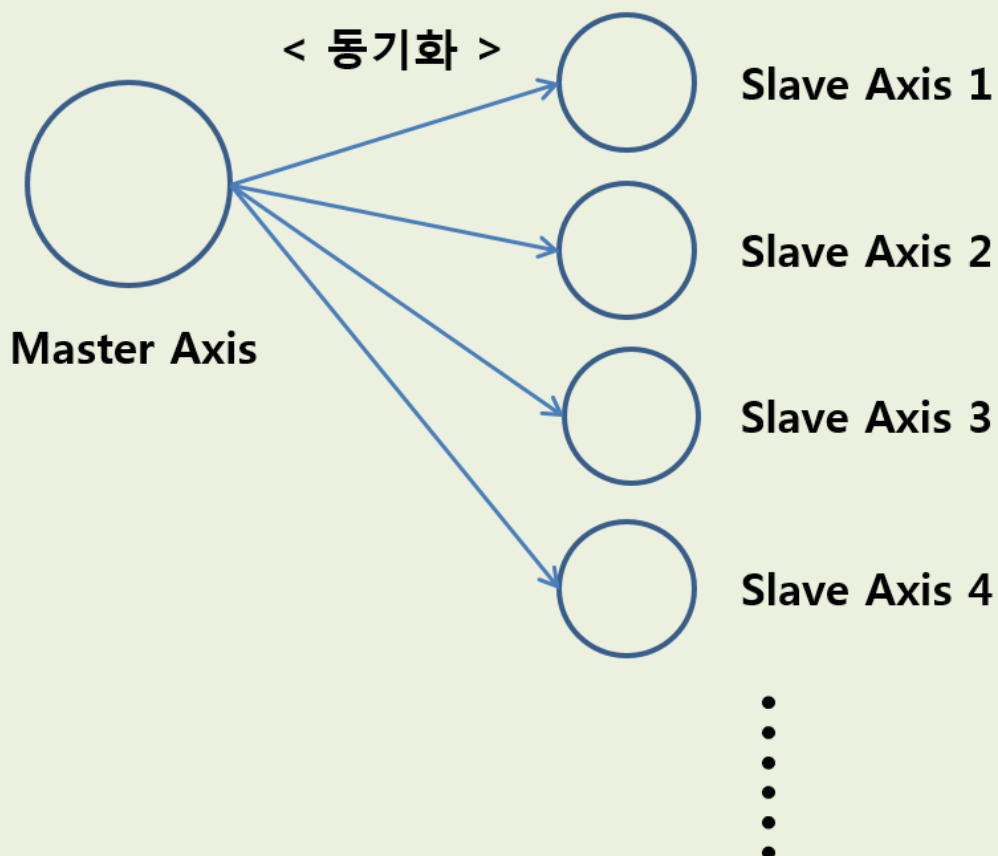 < 동기화 >
Slave Axis 1
Slave Axis 2
Master Axis
Slave Axis 3
Slave Axis 4